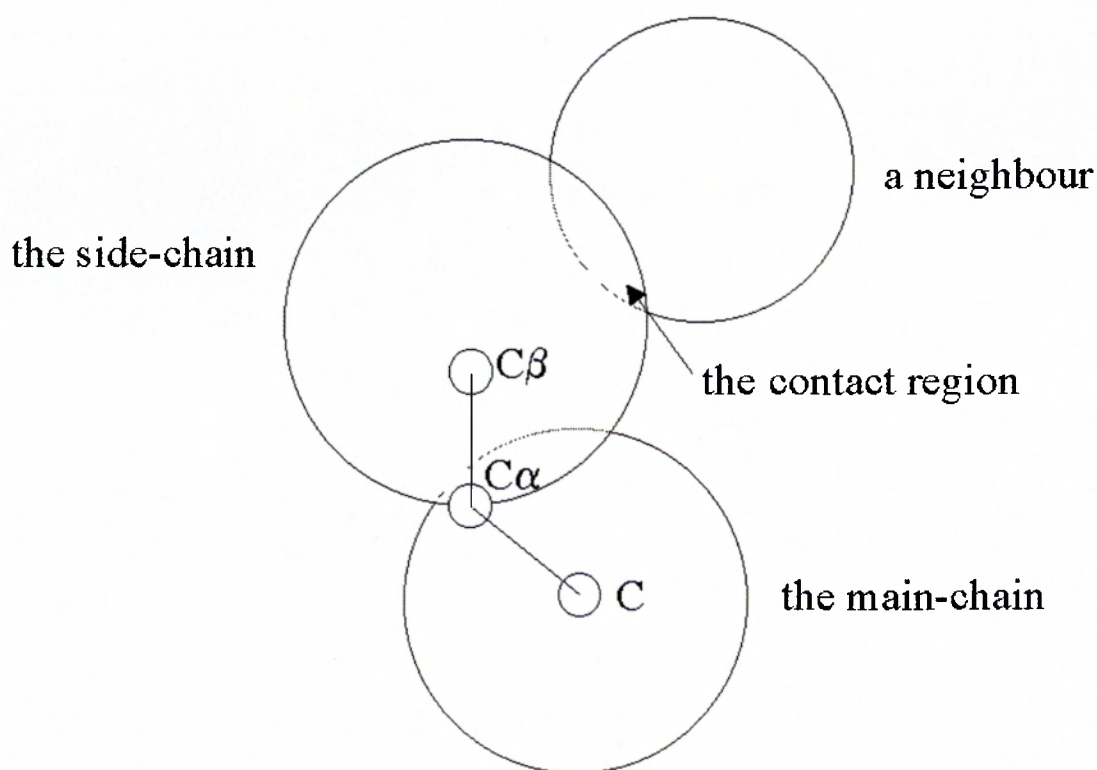 a neighbour
the side-chain
Cβ
the contact region
Cα
C
the main-chain